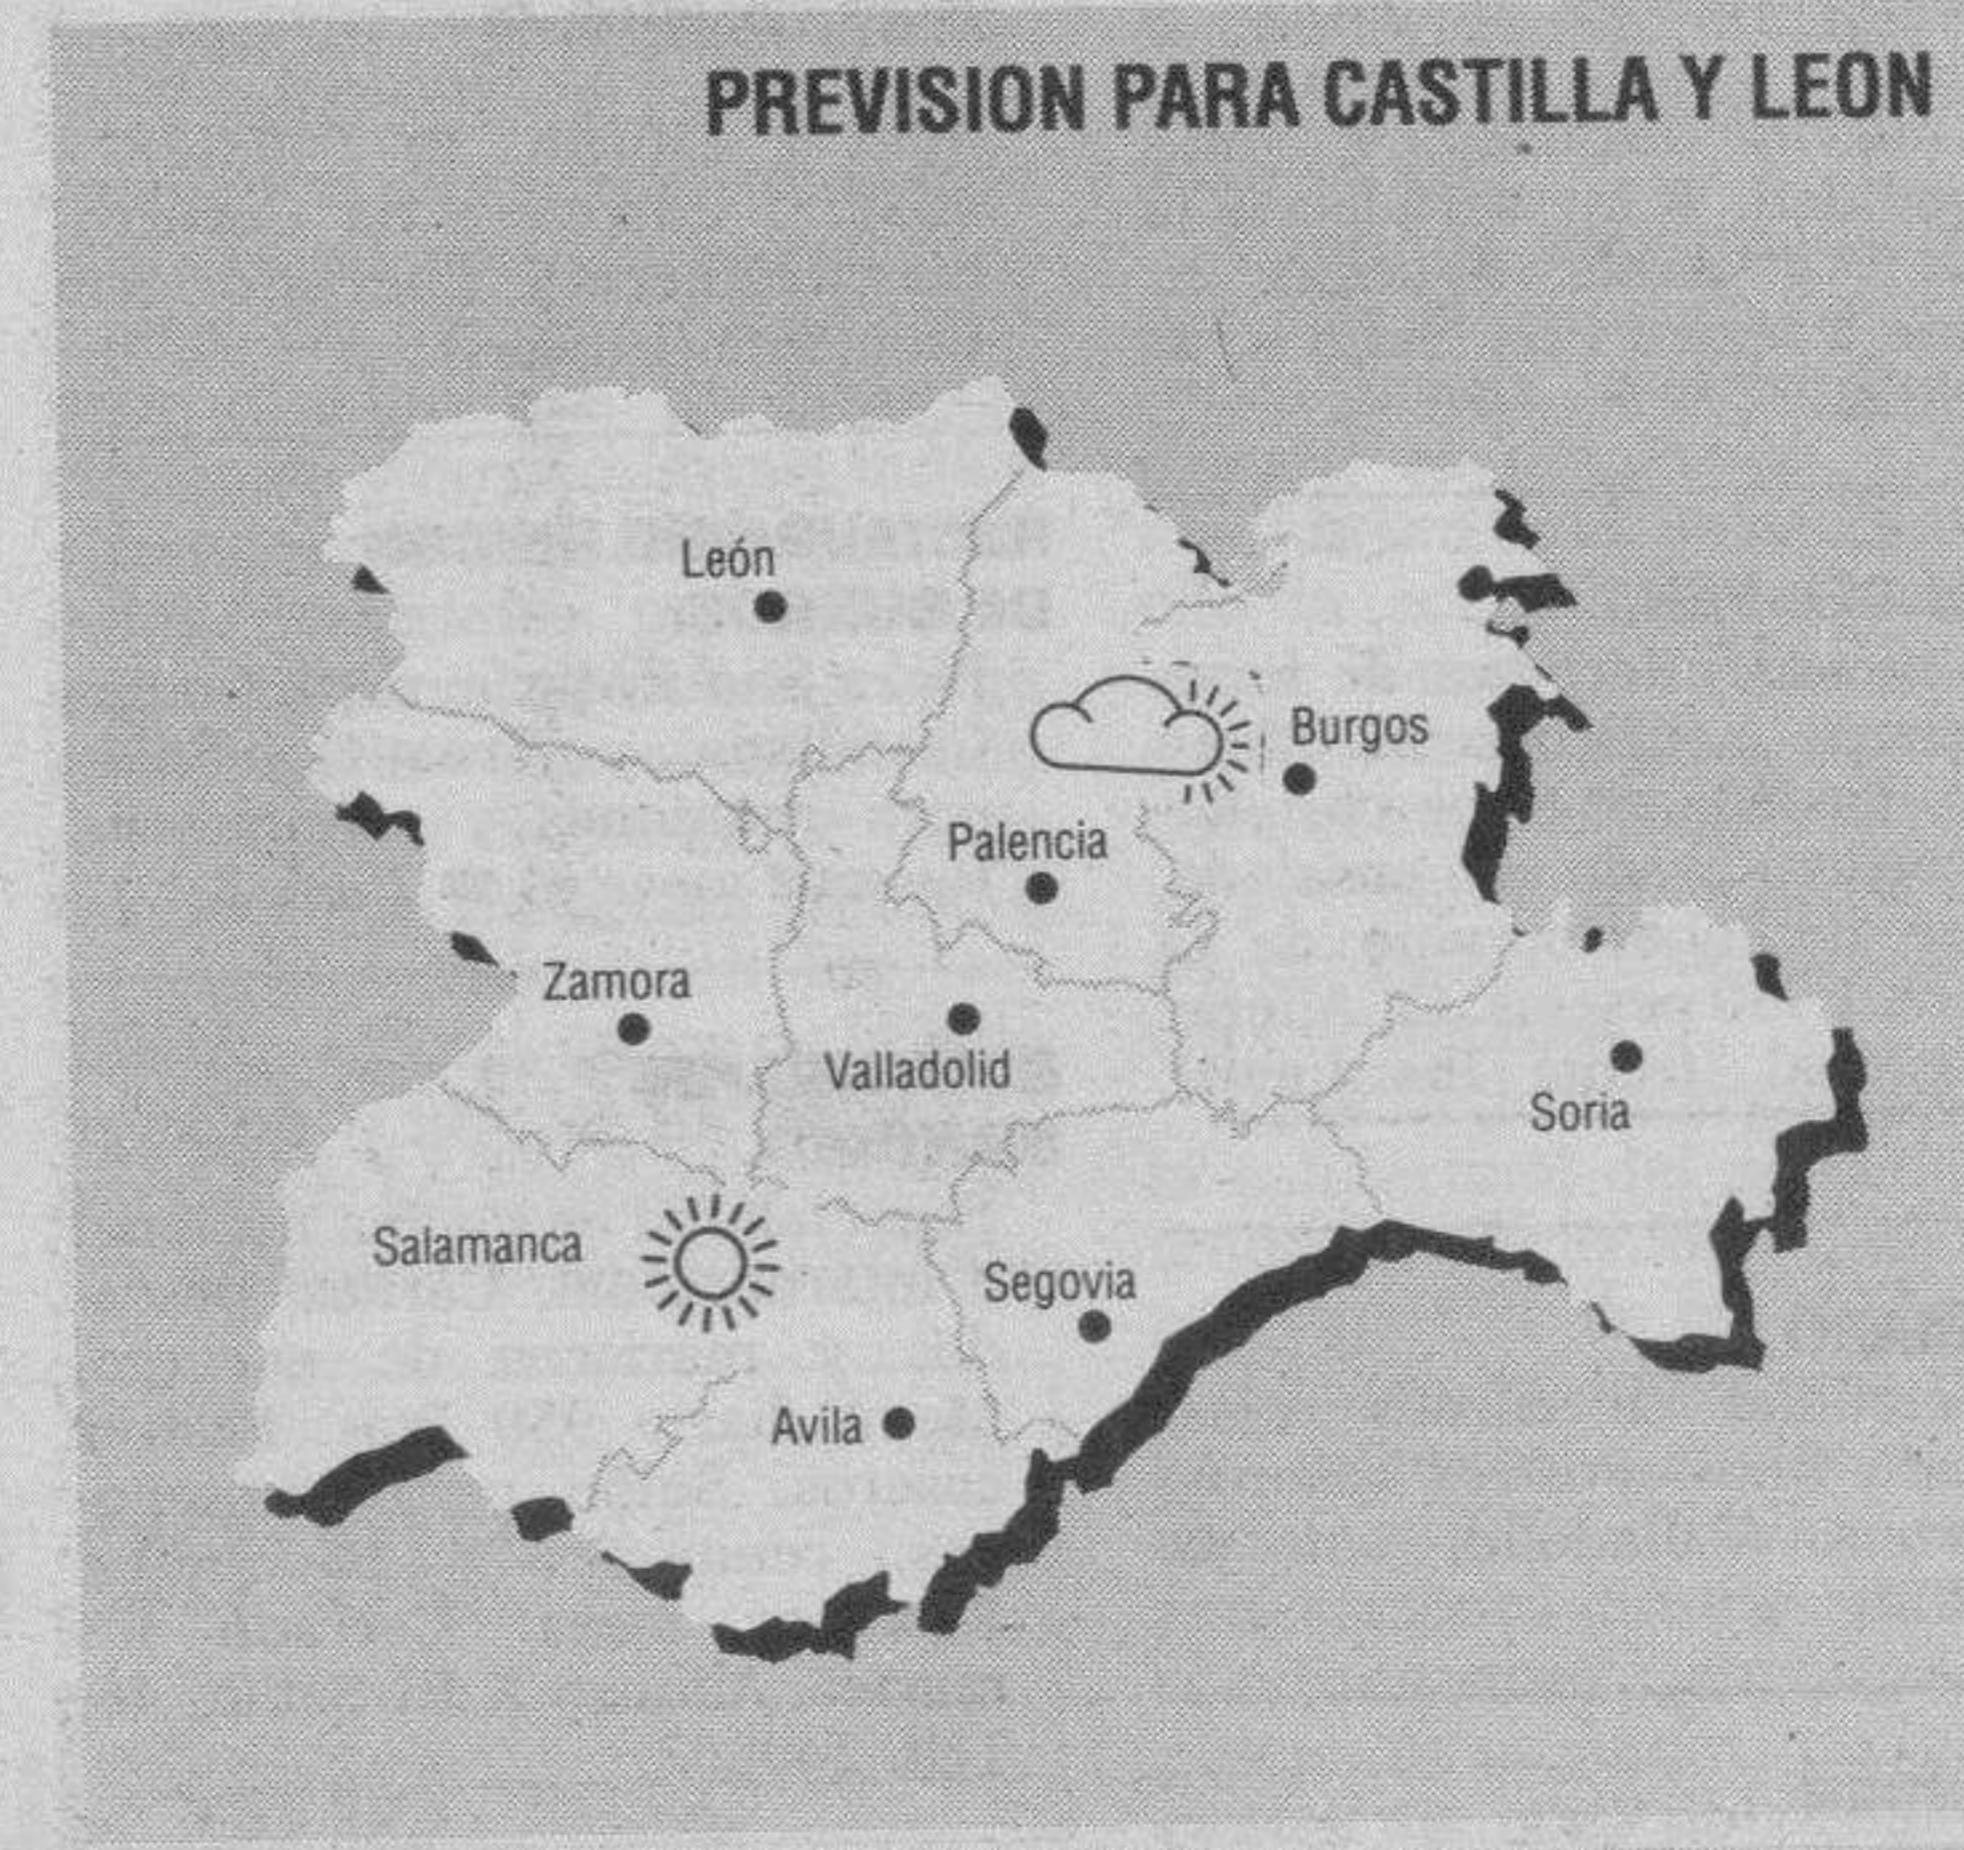 PREVISION PARA CASTILLA Y LEON
León
Burgos
Palencia
Zamora
Valladolid
Soria
Salamanca
Segovia
Avila